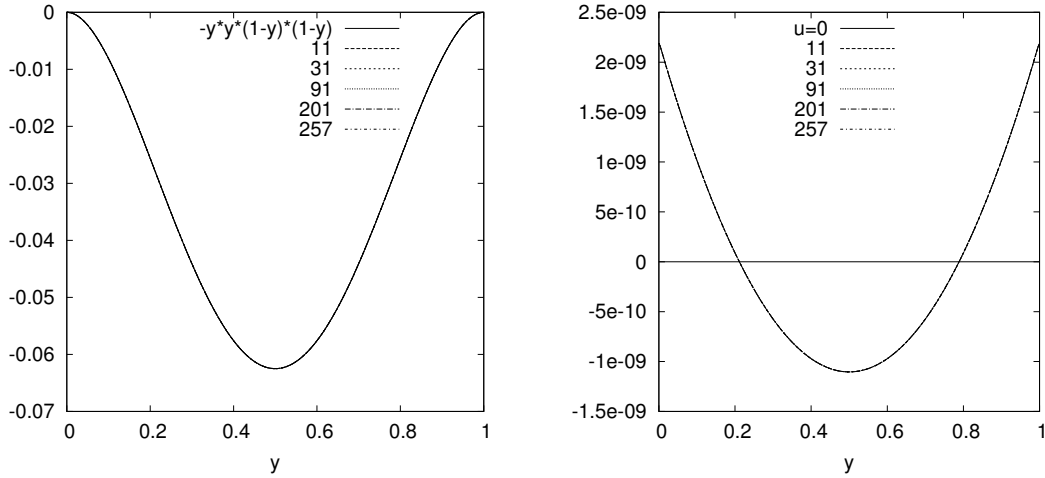 0
-0.01
-0.02
-0.03
-0.04
-0.05
-0.06
-0.07
0 0.2 0.4 0.6 0.8 1
y
-y*y*(1-y)*(1-y)
11
31
91
201
257
2.5e-09
2e-09
1.5e-09
1e-09
5e-10
0
-5e-10
-1e-09
-1.5e-09
0 0.2 0.4 0.6 0.8 1
y
u=0
11
31
91
201
257